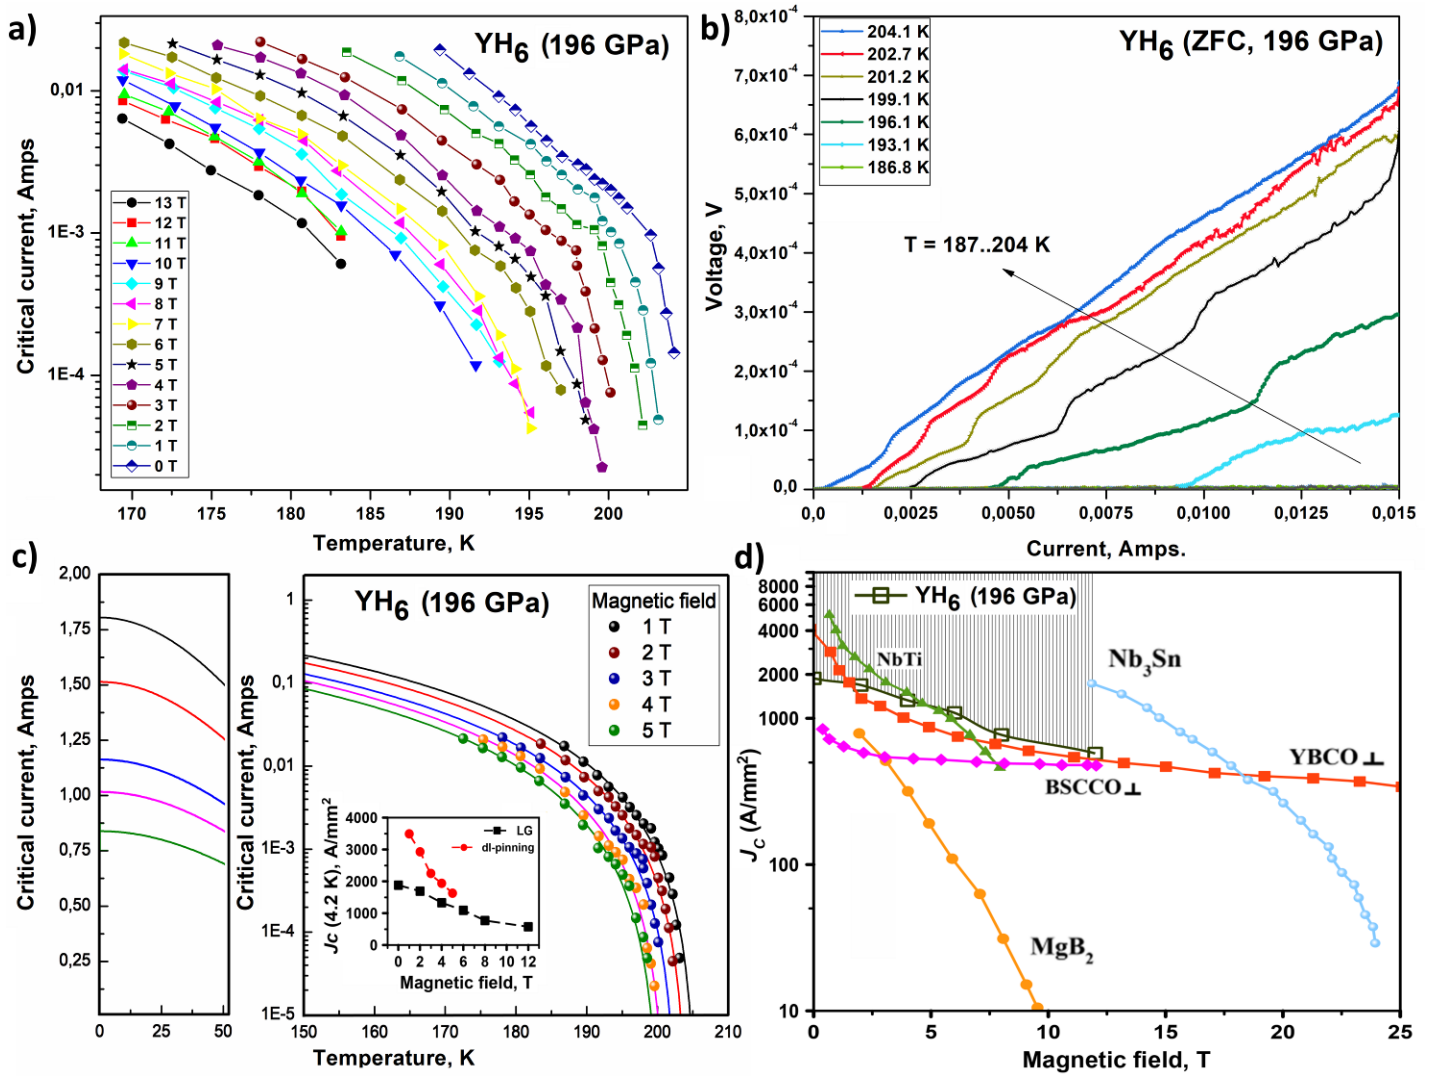 a)
YH6 (196 GPa)
Critical current, Amps
0,01
1E-3
1E-4
13 T
12 T
11 T
10 T
9 T
8 T
7 T
6 T
5 T
4 T
3 T
2 T
1 T
0 T
170 175 180 185 190 195 200
Temperature, K
b)
YH6 (ZFC, 196 GPa)
Voltage, V
8,0x10-4
7,0x10-4
6,0x10-4
5,0x10-4
4,0x10-4
3,0x10-4
2,0x10-4
1,0x10-4
0,0
204.1 K
202.7 K
201.2 K
199.1 K
196.1 K
193.1 K
186.8 K
T = 187..204 K
0,0 0,0025 0,0050 0,0075 0,0100 0,0125 0,015
Current, Amps.
c)
Critical current, Amps
2,00
1,75
1,50
1,25
1,00
0,75
0,50
0,25
0 25 50
Critical current, Amps
1
0,1
0,01
1E-3
1E-4
1E-5
YH6 (196 GPa)
Magnetic field
1 T
2 T
3 T
4 T
5 T
Jc (4.2 K), A/mm2
4000
3000
2000
1000
0
LG
dl-pinning
0 2 4 6 8 10 12
Magnetic field, T
150 160 170 180 190 200 210
Temperature, K
d)
YH6 (196 GPa)
JC (A/mm2)
8000
6000
4000
2000
1000
100
10
NbTi
Nb3Sn
YBCO⊥
BSCCO⊥
MgB2
0 5 10 15 20 25
Magnetic field, T